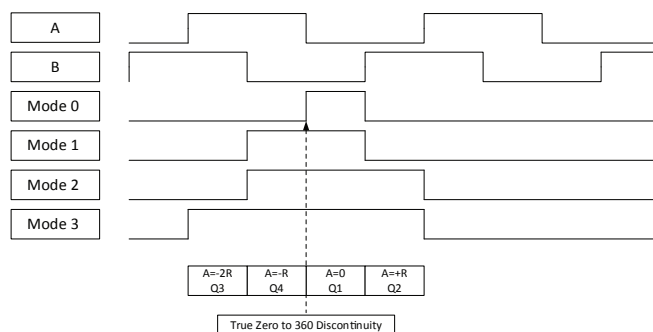 A
B
Mode 0
Mode 1
Mode 2
Mode 3
A=-2R
Q3
A=-R
Q4
A=0
Q1
A=+R
Q2
True Zero to 360 Discontinuity